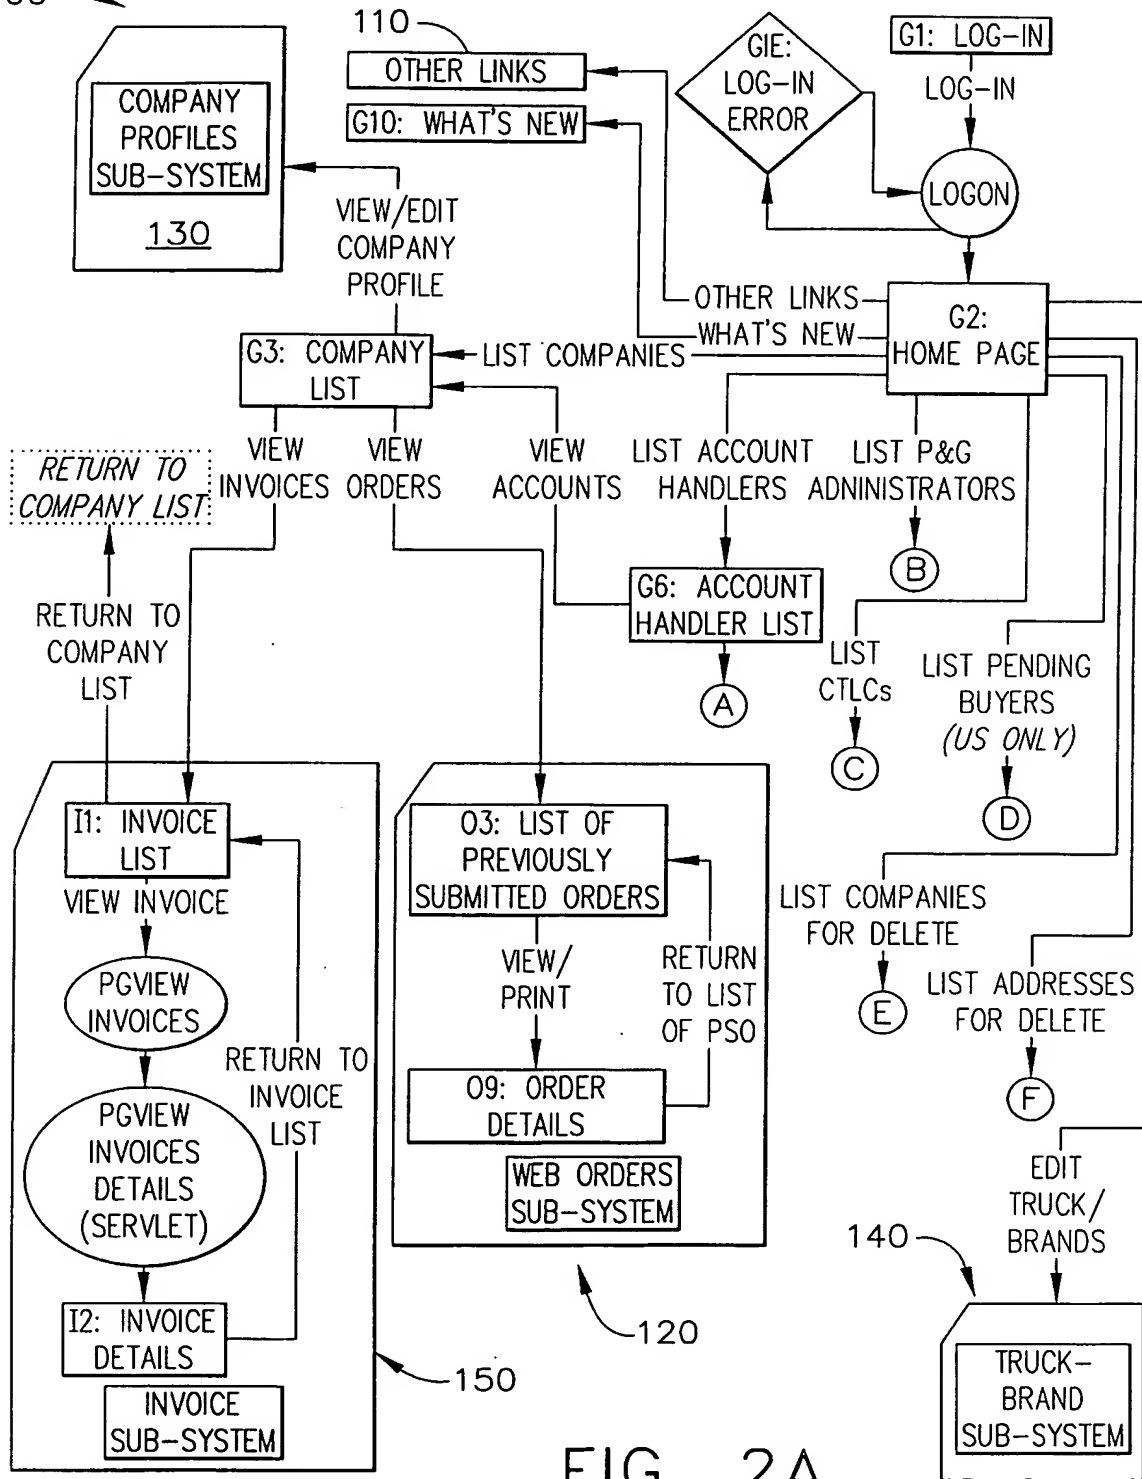 110
G1: LOG-IN
OTHER LINKS
G10: WHAT'S NEW
GIE:
LOG-IN
ERROR
LOG-IN
LOGON
COMPANY
PROFILES
SUB-SYSTEM
130
VIEW/EDIT
COMPANY
PROFILE
OTHER LINKS
WHAT'S NEW
G2:
HOME PAGE
G3: COMPANY
LIST
LIST COMPANIES
RETURN TO
COMPANY LIST
VIEW
INVOICES
VIEW
ORDERS
VIEW
ACCOUNTS
LIST ACCOUNT
HANDLERS
LIST P&G
ADNINISTRATORS
B
G6: ACCOUNT
HANDLER LIST
A
RETURN TO
COMPANY
LIST
LIST
CTLCs
C
LIST PENDING
BUYERS
(US ONLY)
D
I1: INVOICE
LIST
VIEW INVOICE
PGVIEW
INVOICES
PGVIEW
INVOICES
DETAILS
(SERVLET)
RETURN TO
INVOICE
LIST
I2: INVOICE
DETAILS
INVOICE
SUB-SYSTEM
150
O3: LIST OF
PREVIOUSLY
SUBMITTED ORDERS
VIEW/
PRINT
RETURN
TO LIST
OF PSO
O9: ORDER
DETAILS
WEB ORDERS
SUB-SYSTEM
120
LIST COMPANIES
FOR DELETE
E
LIST ADDRESSES
FOR DELETE
F
EDIT
TRUCK/
BRANDS
140
TRUCK-
BRAND
SUB-SYSTEM
FIG. 2A